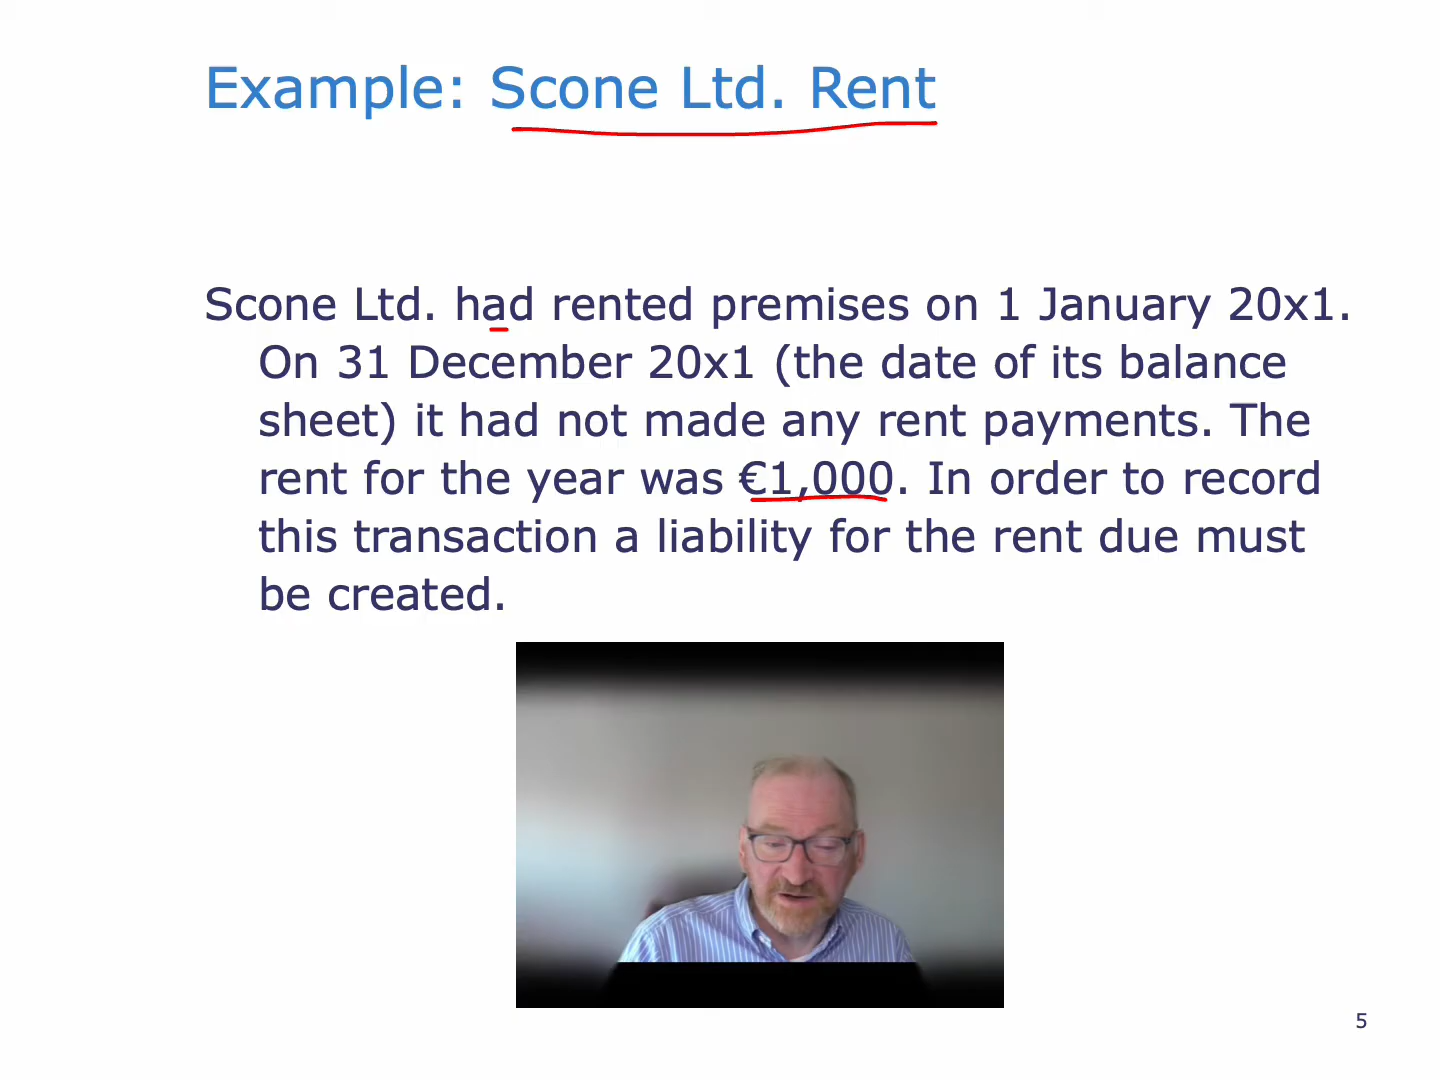 Example: Scone Ltd. Rent
Scone Ltd. had rented premises on 1 January 20x1.
On 31 December 20x1 (the date of its balance
sheet) it had not made any rent payments. The
rent for the year was €1,000. In order to record
this transaction a liability for the rent due must
be created.
5